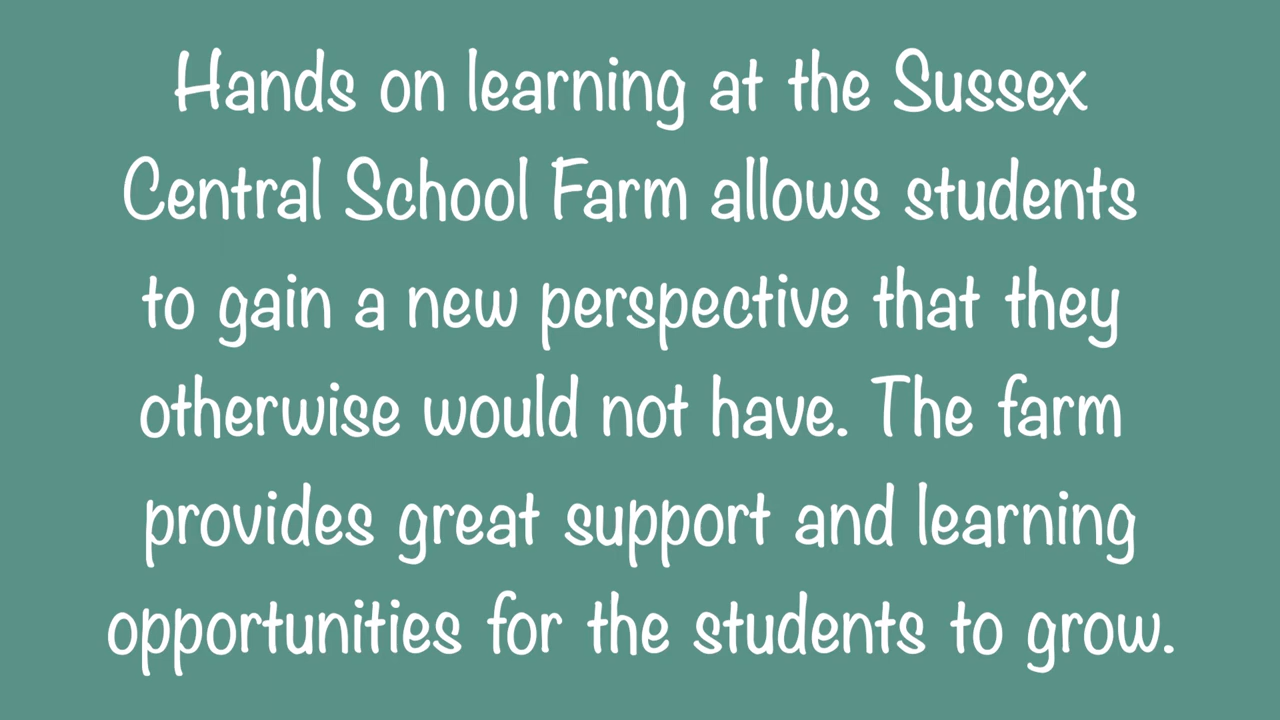 Hands on learning at the Sussex
Central School Farm allows students
to gain a new perspective that they
otherwise would not have. The farm
provides great support and learning
opportunities for the students to grow.